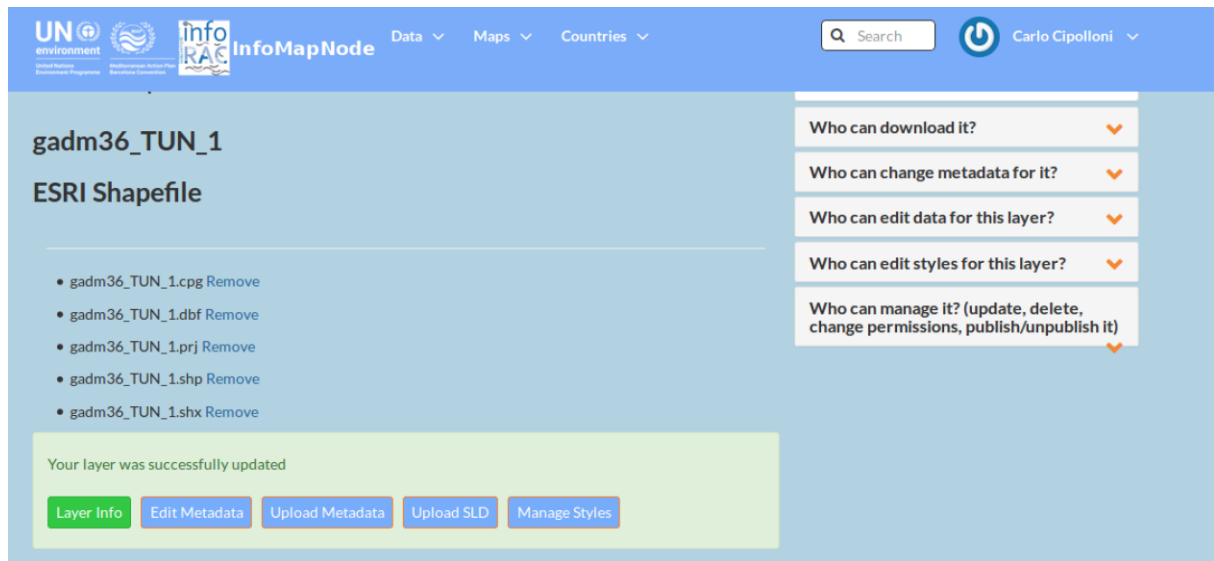 UN
environment
United Nations
Environment Programme
Mediterranean Action Plan
Barcelona Convention
info
RAC
InfoMapNode
Data
Maps
Countries
Search
Carlo Cipolloni
gadm36_TUN_1
ESRI Shapefile
gadm36_TUN_1.cpg Remove
gadm36_TUN_1.dbf Remove
gadm36_TUN_1.prj Remove
gadm36_TUN_1.shp Remove
gadm36_TUN_1.shx Remove
Your layer was successfully updated
Layer Info
Edit Metadata
Upload Metadata
Upload SLD
Manage Styles
Who can download it?
Who can change metadata for it?
Who can edit data for this layer?
Who can edit styles for this layer?
Who can manage it? (update, delete,
change permissions, publish/unpublish it)